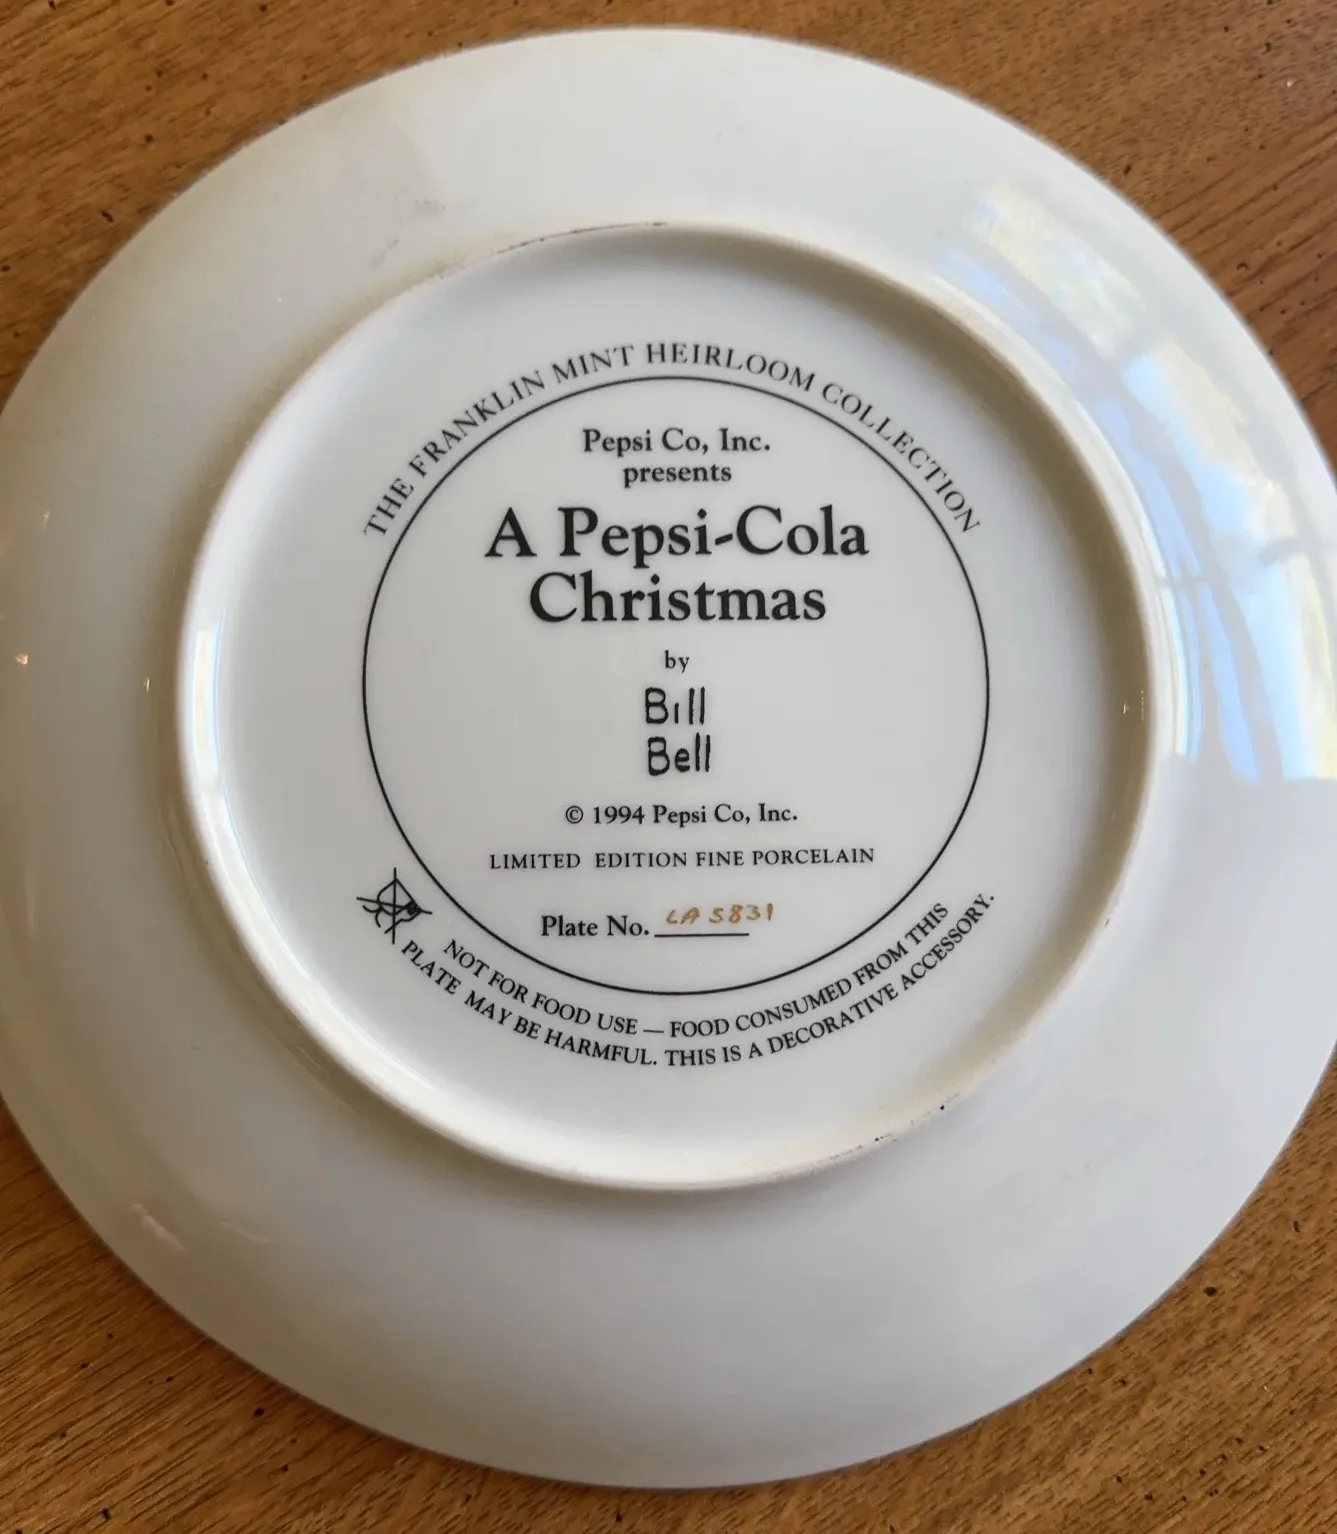 THE FRANKLIN MINT HEIRLOOM COLLECTION
Pepsi Co, Inc.
presents
A Pepsi-Cola
Christmas
by
Bill
Bell
© 1994 Pepsi Co, Inc.
LIMITED EDITION FINE PORCELAIN
Plate No. LA5831
NOT FOR FOOD USE — FOOD CONSUMED FROM THIS
PLATE MAY BE HARMFUL. THIS IS A DECORATIVE ACCESSORY.